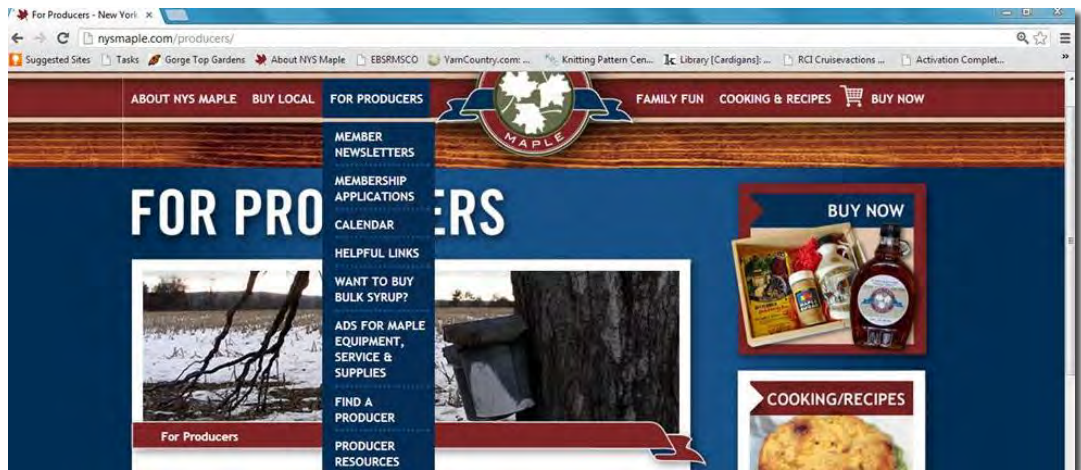 For Producers - New York
nysmaple.com/producers/
Suggested Sites Tasks Gorge Top Gardens About NYS Maple EBSRMSCO YarnCountry.com: ... Knitting Pattern Cen... Library [Cardigans]: ... RCI Cruisevactions ... Activation Complet... »
ABOUT NYS MAPLE BUY LOCAL FOR PRODUCERS FAMILY FUN COOKING & RECIPES BUY NOW
MAPLE
MEMBER
NEWSLETTERS
MEMBERSHIP
APPLICATIONS
CALENDAR
HELPFUL LINKS
WANT TO BUY
BULK SYRUP?
ADS FOR MAPLE
EQUIPMENT,
SERVICE &
SUPPLIES
FIND A
PRODUCER
PRODUCER
RESOURCES
FOR PRO ERS
For Producers
BUY NOW
COOKING/RECIPES